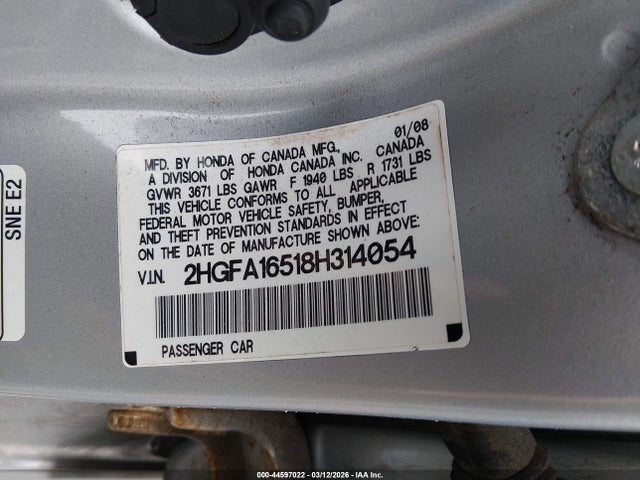 01/08
MFD. BY HONDA OF CANADA MFG.,
A DIVISION OF HONDA CANADA INC. CANADA
GVWR 3671 LBS GAWR F 1940 LBS R 1731 LBS
THIS VEHICLE CONFORMS TO ALL APPLICABLE
FEDERAL MOTOR VEHICLE SAFETY, BUMPER,
AND THEFT PREVENTION STANDARDS IN EFFECT
ON THE DATE OF MANUFACTURE SHOWN ABOVE:
V.I.N. 2HGFA16518H314054
PASSENGER CAR
SNE E2
000-44597022 - 03/12/2026 - IAA Inc.